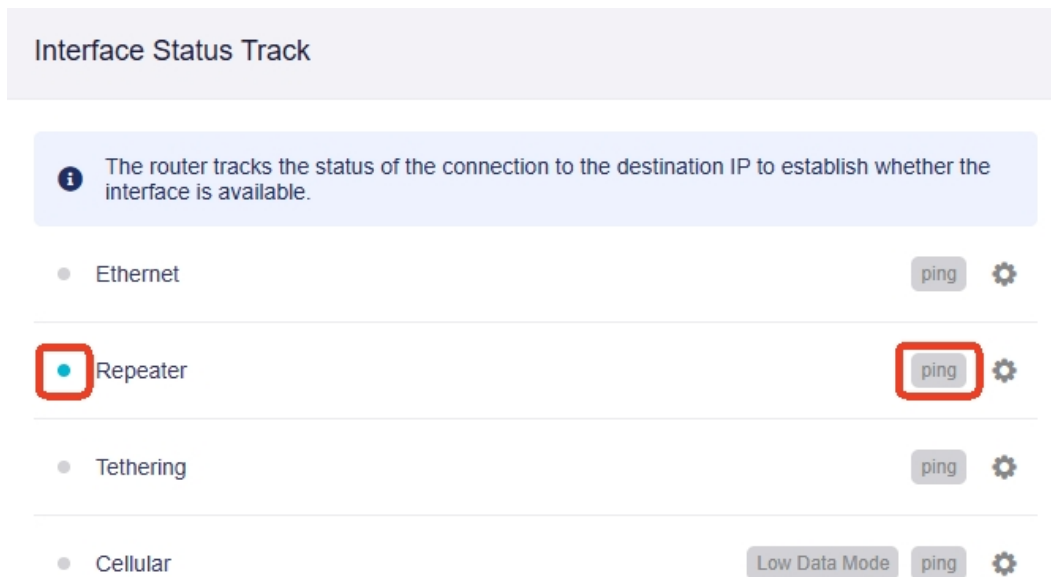 Interface Status Track
The router tracks the status of the connection to the destination IP to establish whether the
interface is available.
Ethernet ping
Repeater ping
Tethering ping
Cellular Low Data Mode ping